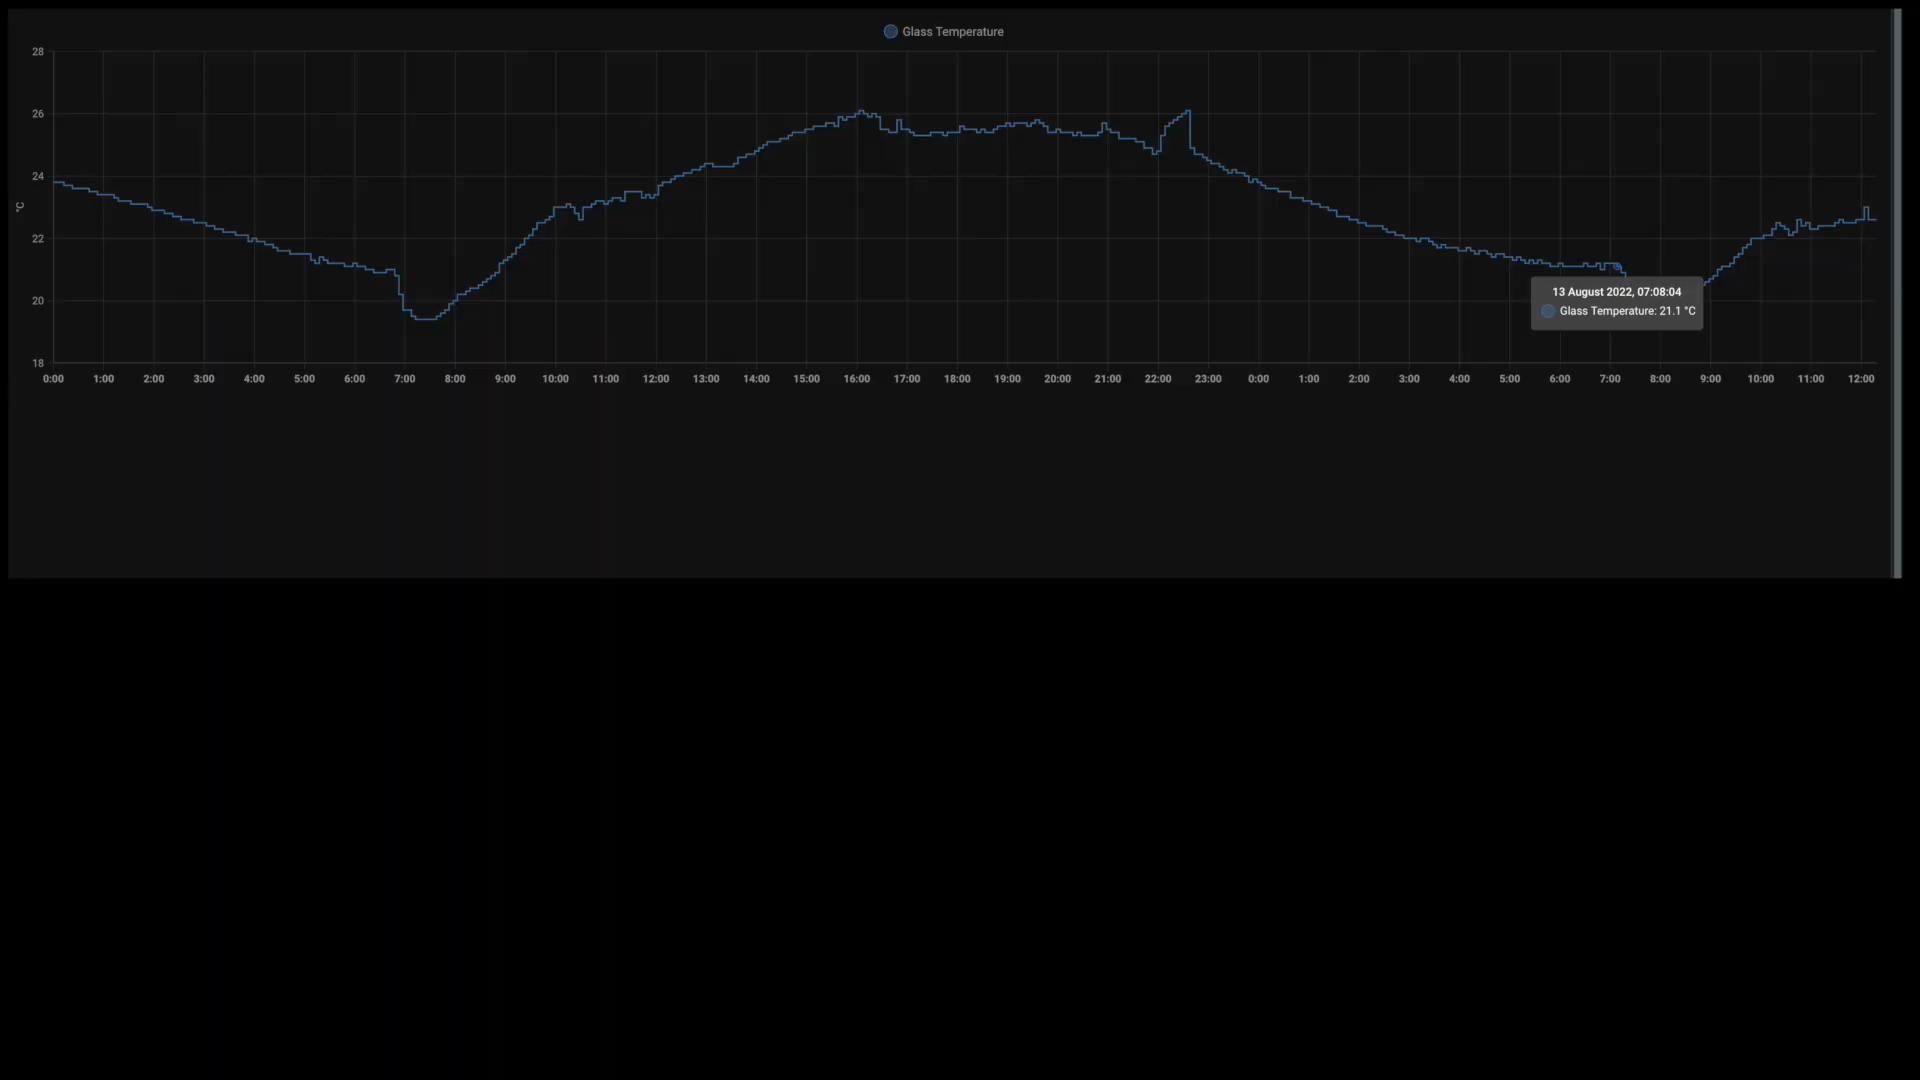 Glass Temperature
28
26
24
°C
22
20
18
0:00 1:00 2:00 3:00 4:00 5:00 6:00 7:00 8:00 9:00 10:00 11:00 12:00 13:00 14:00 15:00 16:00 17:00 18:00 19:00 20:00 21:00 22:00 23:00 0:00 1:00 2:00 3:00 4:00 5:00 6:00 7:00 8:00 9:00 10:00 11:00 12:00
13 August 2022, 07:08:04
Glass Temperature: 21.1 °C